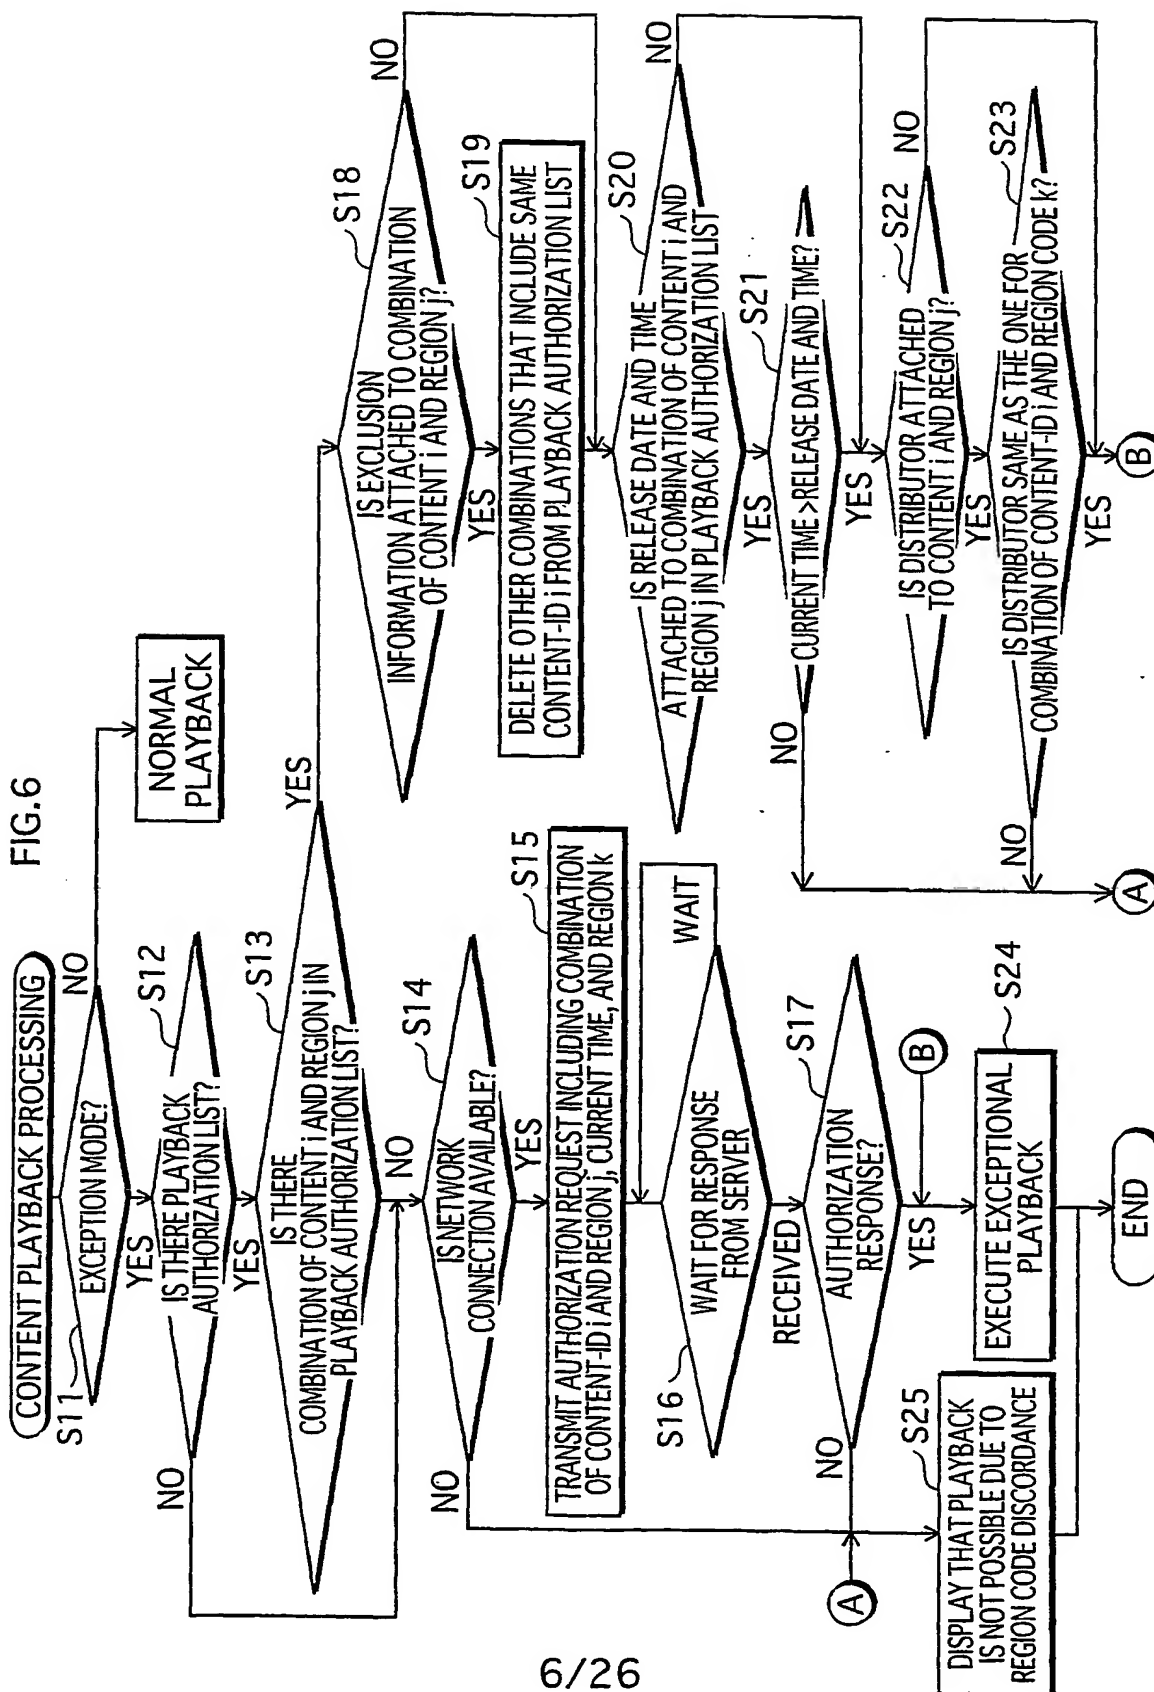 FIG.6
CONTENT PLAYBACK PROCESSING
S11
EXCEPTION MODE?
NO
NORMAL
PLAYBACK
YES
S12
IS THERE PLAYBACK
AUTHORIZATION LIST?
NO
YES
S13
IS THERE
COMBINATION OF CONTENT i AND REGION j IN
PLAYBACK AUTHORIZATION LIST?
YES
NO
S14
IS NETWORK
CONNECTION AVAILABLE?
NO
YES
S15
TRANSMIT AUTHORIZATION REQUEST INCLUDING COMBINATION
OF CONTENT-ID i AND REGION j, CURRENT TIME, AND REGION k
WAIT
S16
WAIT FOR RESPONSE
FROM SERVER
RECEIVED
S17
AUTHORIZATION
RESPONSE?
NO
YES
A
B
S24
EXECUTE EXCEPTIONAL
PLAYBACK
S25
DISPLAY THAT PLAYBACK
IS NOT POSSIBLE DUE TO
REGION CODE DISCORDANCE
END
S18
IS EXCLUSION
INFORMATION ATTACHED TO COMBINATION
OF CONTENT i AND REGION j?
NO
YES
S19
DELETE OTHER COMBINATIONS THAT INCLUDE SAME
CONTENT-ID i FROM PLAYBACK AUTHORIZATION LIST
S20
IS RELEASE DATE AND TIME
ATTACHED TO COMBINATION OF CONTENT i AND
REGION j IN PLAYBACK AUTHORIZATION LIST
NO
YES
S21
CURRENT TIME>RELEASE DATE AND TIME?
NO
YES
S22
IS DISTRIBUTOR ATTACHED
TO CONTENT i AND REGION j?
NO
YES
S23
IS DISTRIBUTOR SAME AS THE ONE FOR
COMBINATION OF CONTENT-ID i AND REGION CODE k?
NO
YES
A
B
6/26